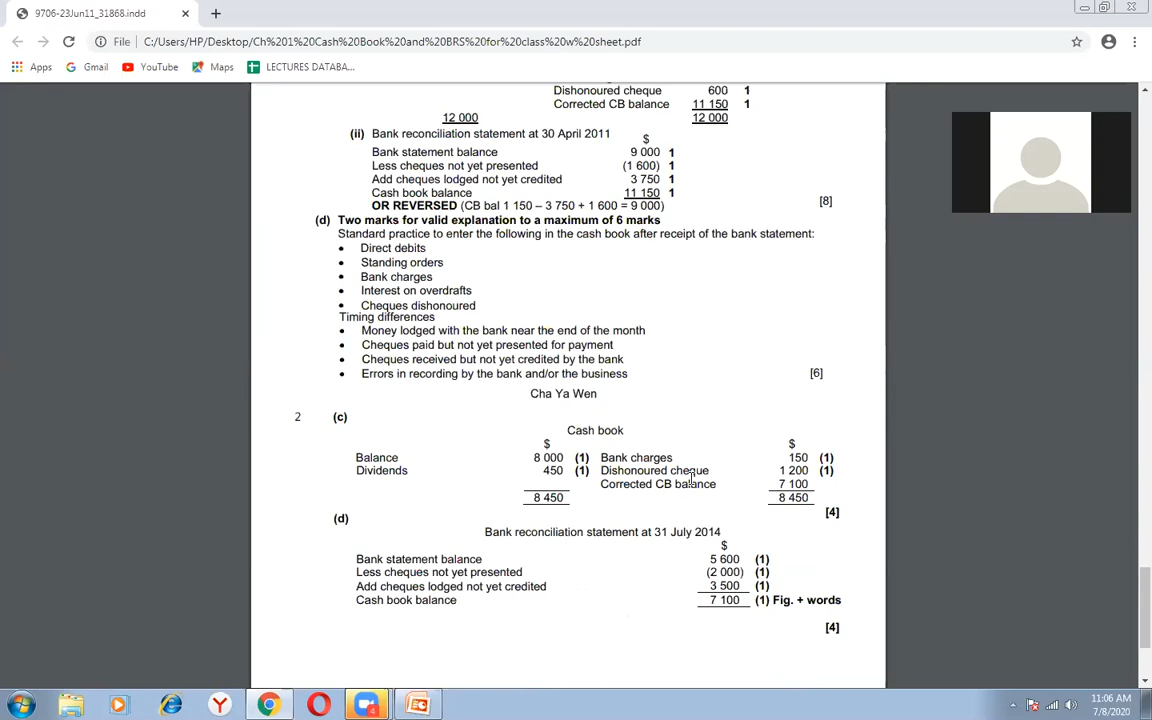 9706-23Jun11_31868.indd
File C:/Users/HP/Desktop/Ch%201%20Cash%20Book%20and%20BRS%20for%20class%20w%20sheet.pdf
Apps Gmail YouTube Maps LECTURES DATABA...
Dishonoured cheque 600 1
Corrected CB balance 11 150 1
12 000 12 000
(ii) Bank reconciliation statement at 30 April 2011
$
Bank statement balance 9 000 1
Less cheques not yet presented (1 600) 1
Add cheques lodged not yet credited 3 750 1
Cash book balance 11 150 1
OR REVERSED (CB bal 1 150 – 3 750 + 1 600 = 9 000)
[8]
(d) Two marks for valid explanation to a maximum of 6 marks
Standard practice to enter the following in the cash book after receipt of the bank statement:
• Direct debits
• Standing orders
• Bank charges
• Interest on overdrafts
• Cheques dishonoured
Timing differences
• Money lodged with the bank near the end of the month
• Cheques paid but not yet presented for payment
• Cheques received but not yet credited by the bank
• Errors in recording by the bank and/or the business [6]
Cha Ya Wen
2 (c)
Cash book
$ $
Balance 8 000 (1) Bank charges 150 (1)
Dividends 450 (1) Dishonoured cheque 1 200 (1)
Corrected CB balance 7 100
8 450 8 450
[4]
(d)
Bank reconciliation statement at 31 July 2014
$
Bank statement balance 5 600 (1)
Less cheques not yet presented (2 000) (1)
Add cheques lodged not yet credited 3 500 (1)
Cash book balance 7 100 (1) Fig. + words
[4]
11:06 AM
7/8/2020